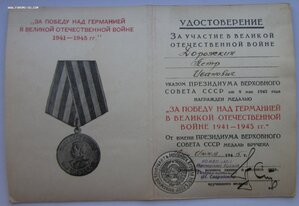 „ЗА ПОБЕДУ НАД ГЕРМАНИЕЙ
В ВЕЛИКОЙ ОТЕЧЕСТВЕННОЙ ВОЙНЕ
1941—1945 гг."
УДОСТОВЕРЕНИЕ
ЗА УЧАСТИЕ В ВЕЛИКОЙ
ОТЕЧЕСТВЕННОЙ ВОЙНЕ
Дорожкин
Петр
Иванович
УКАЗОМ ПРЕЗИДИУМА ВЕРХОВНОГО
СОВЕТА СССР от 9 мая 1945 года
НАГРАЖДЕН МЕДАЛЬЮ
„ЗА ПОБЕДУ НАД ГЕРМАНИЕЙ
В ВЕЛИКОЙ ОТЕЧЕСТВЕННОЙ
ВОЙНЕ 1941—1945 гг."
От имени ПРЕЗИДИУМА ВЕРХОВНОГО
СОВЕТА СССР МЕДАЛЬ ВРУЧЕНА